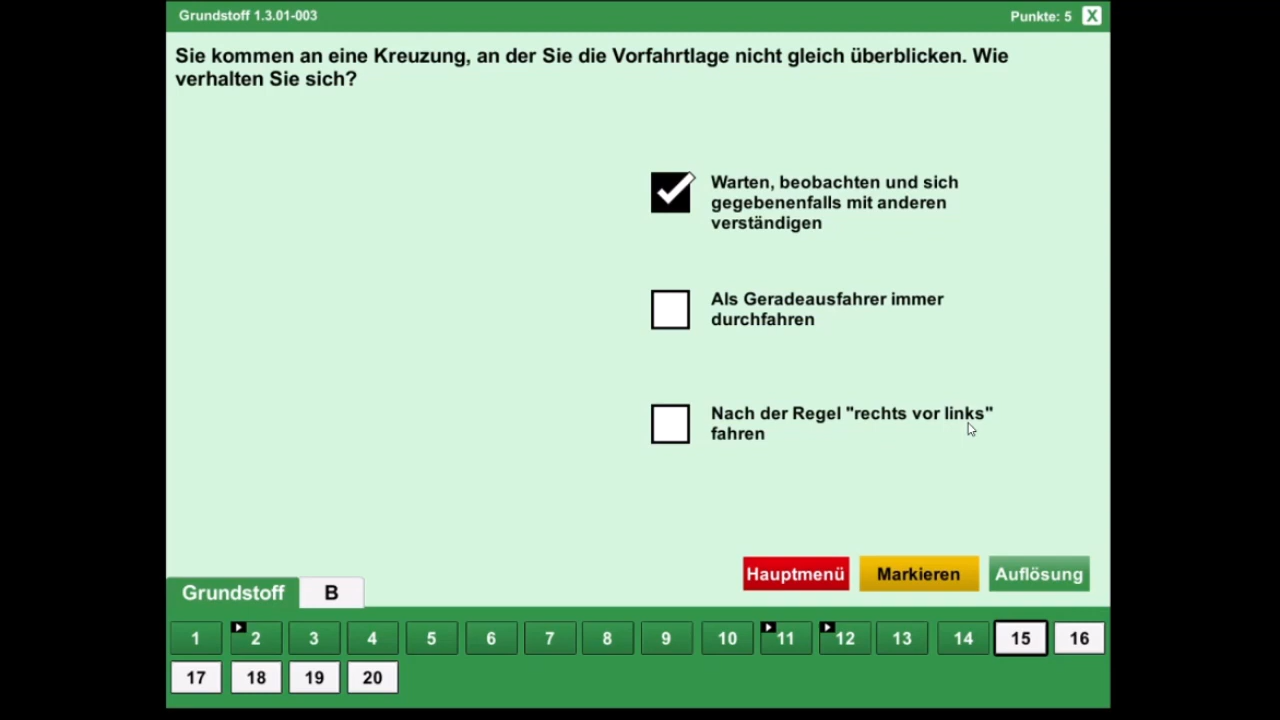 Grundstoff 1.3.01-003
Punkte: 5 X
Sie kommen an eine Kreuzung, an der Sie die Vorfahrtlage nicht gleich überblicken. Wie
verhalten Sie sich?
Warten, beobachten und sich
gegebenenfalls mit anderen
verständigen
Als Geradeausfahrer immer
durchfahren
Nach der Regel "rechts vor links"
fahren
Hauptmenü Markieren Auflösung
Grundstoff B
1 2 3 4 5 6 7 8 9 10 11 12 13 14 15 16
17 18 19 20